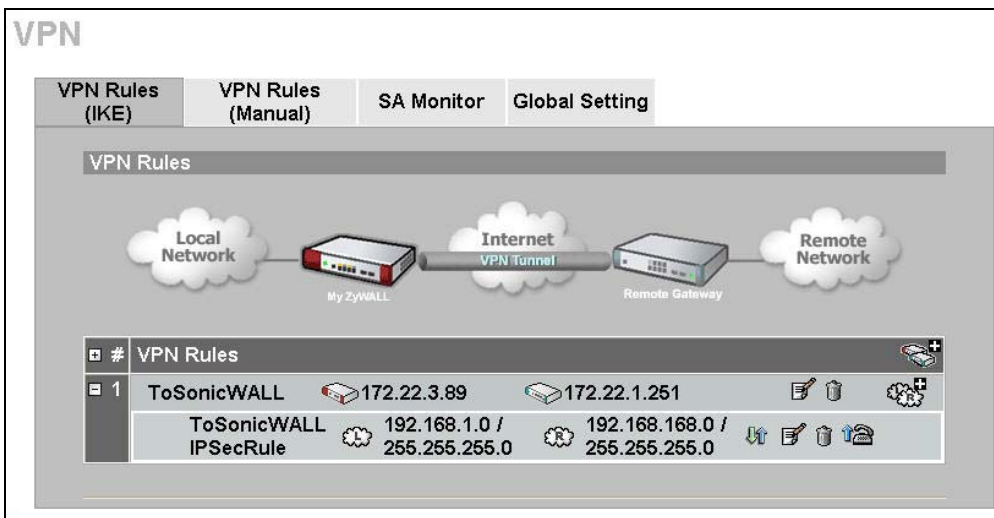 VPN
VPN Rules
(IKE)
VPN Rules
(Manual)
SA Monitor
Global Setting
VPN Rules
Local
Network
My ZyWALL
Internet
VPN Tunnel
Remote Gateway
Remote
Network
# VPN Rules
1 ToSonicWALL 172.22.3.89 172.22.1.251 R
ToSonicWALL
IPSecRule
L 192.168.1.0 /
255.255.255.0
R 192.168.168.0 /
255.255.255.0